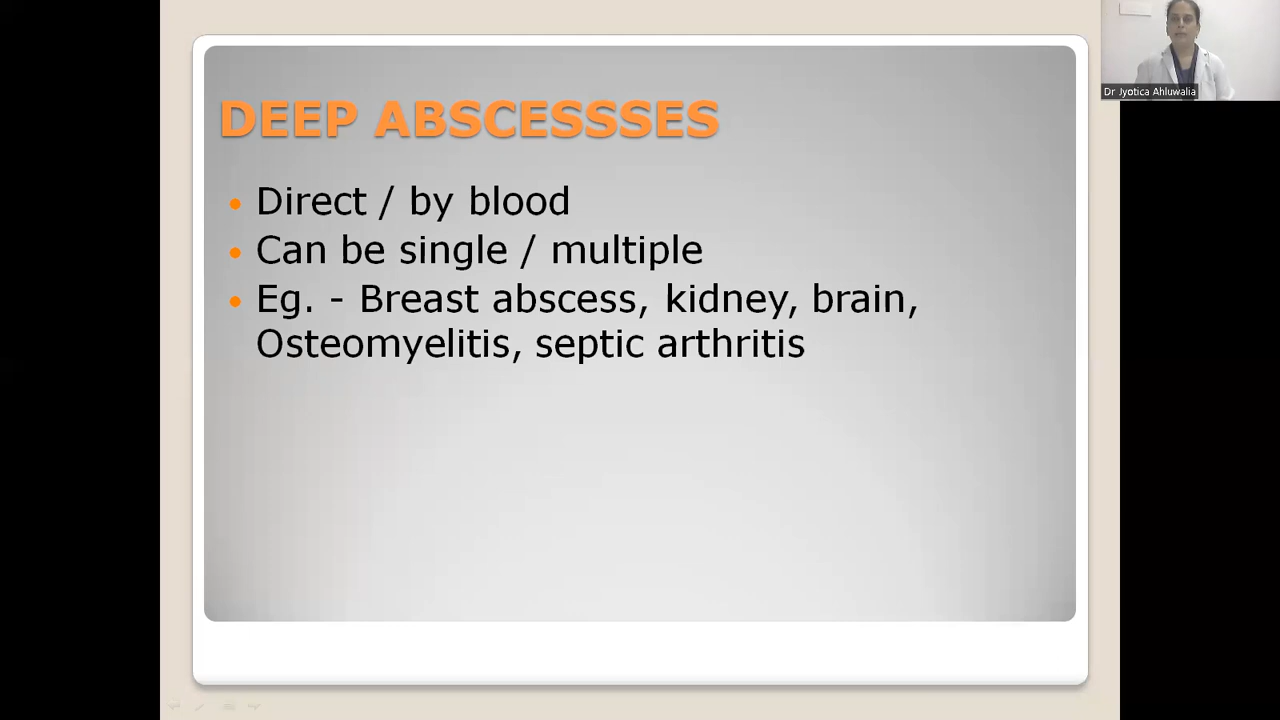 DEEP ABSCESSSES
Direct / by blood
Can be single / multiple
Eg. - Breast abscess, kidney, brain,
Osteomyelitis, septic arthritis
Dr Jyotica Ahluwalia